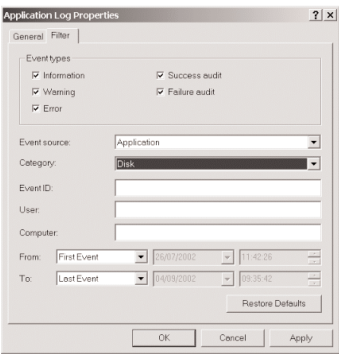 Application Log Properties
General Filter
Event types
Information Success audit
Warning Failure audit
Error
Event source: Application
Category: Disk
Event ID:
User:
Computer:
From: First Event 26/07/2002 11:42:26
To: Last Event 04/09/2002 09:35:42
Restore Defaults
OK Cancel Apply